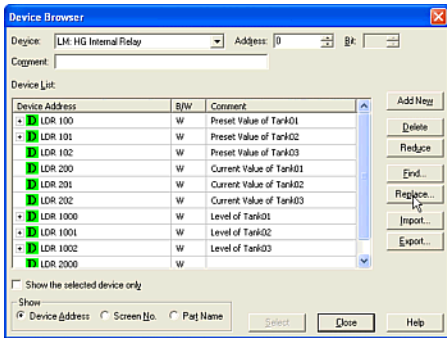 Device Browser
Device: LM: HG Internal Relay Address: 0 Bit:
Comment:
Device List:
Device Address B/W Comment
D LDR 100 W Preset Value of Tank01
D LDR 101 W Preset Value of Tank02
D LDR 102 W Preset Value of Tank03
D LDR 200 W Current Value of Tank01
D LDR 201 W Current Value of Tank02
D LDR 202 W Current Value of Tank03
D LDR 1000 W Level of Tank01
D LDR 1001 W Level of Tank02
D LDR 1002 W Level of Tank03
D LDR 2000 W
Add New
Delete
Reduce
Find...
Replace...
Import...
Export...
Show the selected device only
Show
Device Address Screen No. Part Name
Select Close Help